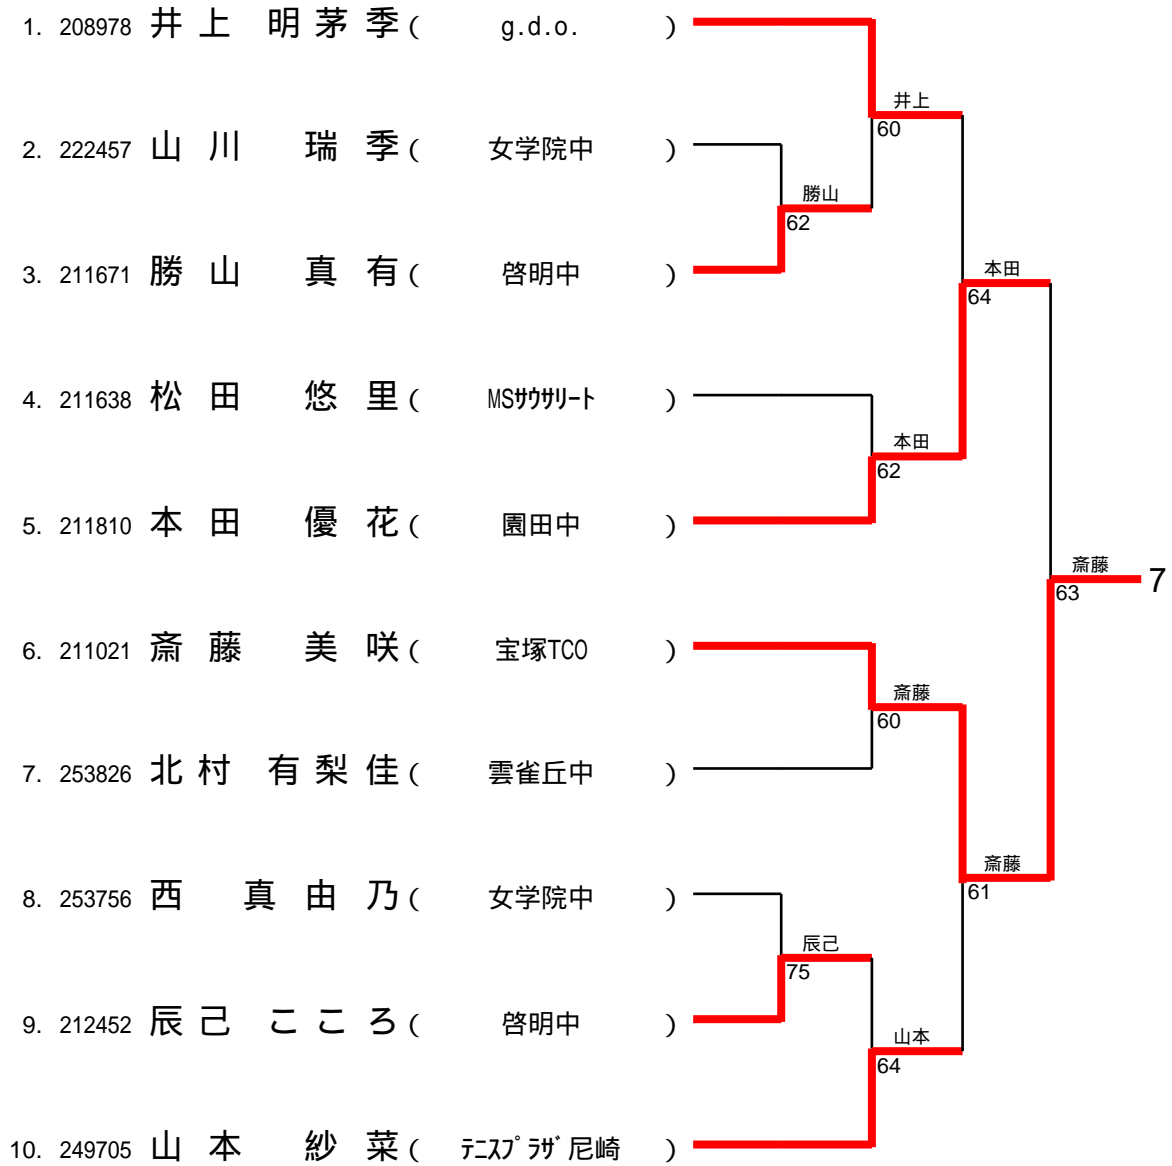 1. 208978 井上 明茅季 ( g.d.o. )
井上
60
2. 222457 山川 瑞季 ( 女学院中 )
勝山
62
3. 211671 勝山 真有 ( 啓明中 )
本田
64
4. 211638 松田 悠里 ( MSｻｳｻﾘｰﾄ )
本田
62
5. 211810 本田 優花 ( 園田中 )
斎藤
63
7
6. 211021 斎藤 美咲 ( 宝塚TCO )
斎藤
60
7. 253826 北村 有梨佳 ( 雲雀丘中 )
斎藤
61
8. 253756 西 真由乃 ( 女学院中 )
辰己
75
9. 212452 辰己 こころ ( 啓明中 )
山本
64
10. 249705 山本 紗菜 ( ﾃﾆｽﾌﾟﾗｻﾞ尼崎 )